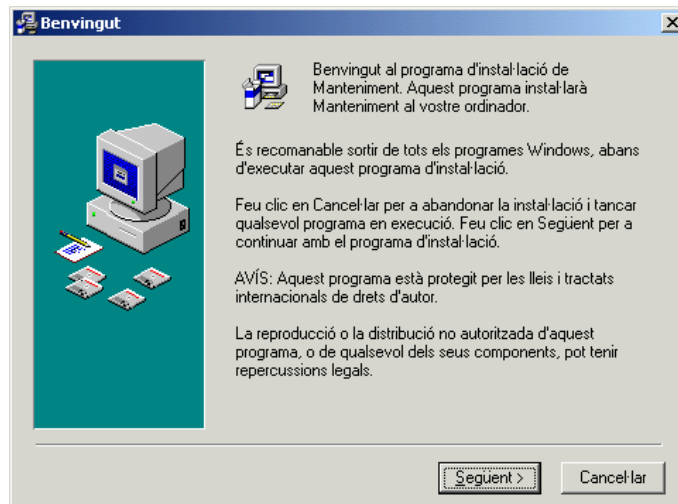 Benvingut
Benvingut al programa d'instal·lació de
Manteniment. Aquest programa instal·larà
Manteniment al vostre ordinador.
És recomanable sortir de tots els programes Windows, abans
d'executar aquest programa d'instal·lació.
Feu clic en Cancel·lar per a abandonar la instal·lació i tancar
qualsevol programa en execució. Feu clic en Següent per a
continuar amb el programa d'instal·lació.
AVÍS: Aquest programa està protegit per les lleis i tractats
internacionals de drets d'autor.
La reproducció o la distribució no autoritzada d'aquest
programa, o de qualsevol dels seus components, pot tenir
repercussions legals.
Següent >
Cancel·lar